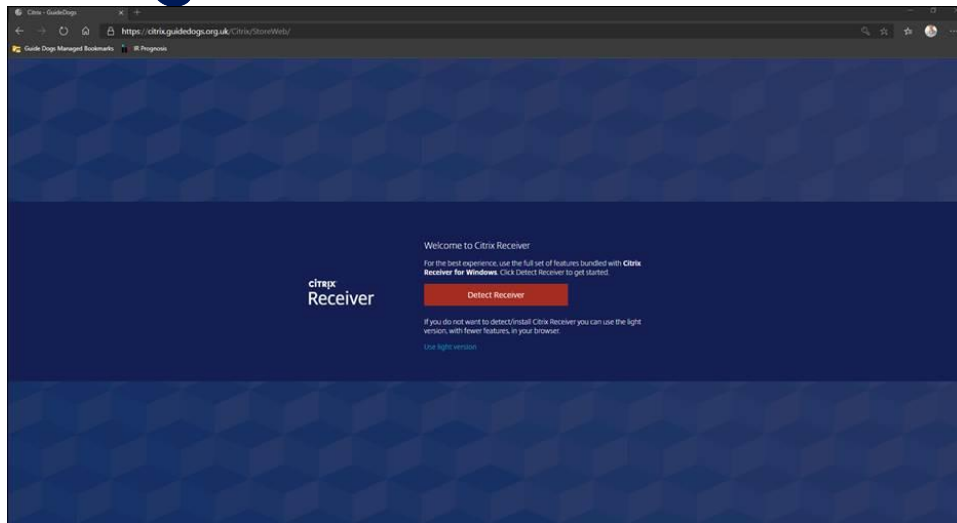 Citrix - GuideDogs
https://citrix.guidedogs.org.uk/Citrix/StoreWeb/
Guide Dogs Managed Bookmarks IR Prognosis
Welcome to Citrix Receiver
For the best experience, use the full set of features bundled with Citrix
Receiver for Windows. Click Detect Receiver to get started.
CITRIX
Receiver
Detect Receiver
If you do not want to detect/install Citrix Receiver you can use the light
version, with fewer features, in your browser.
Use light version